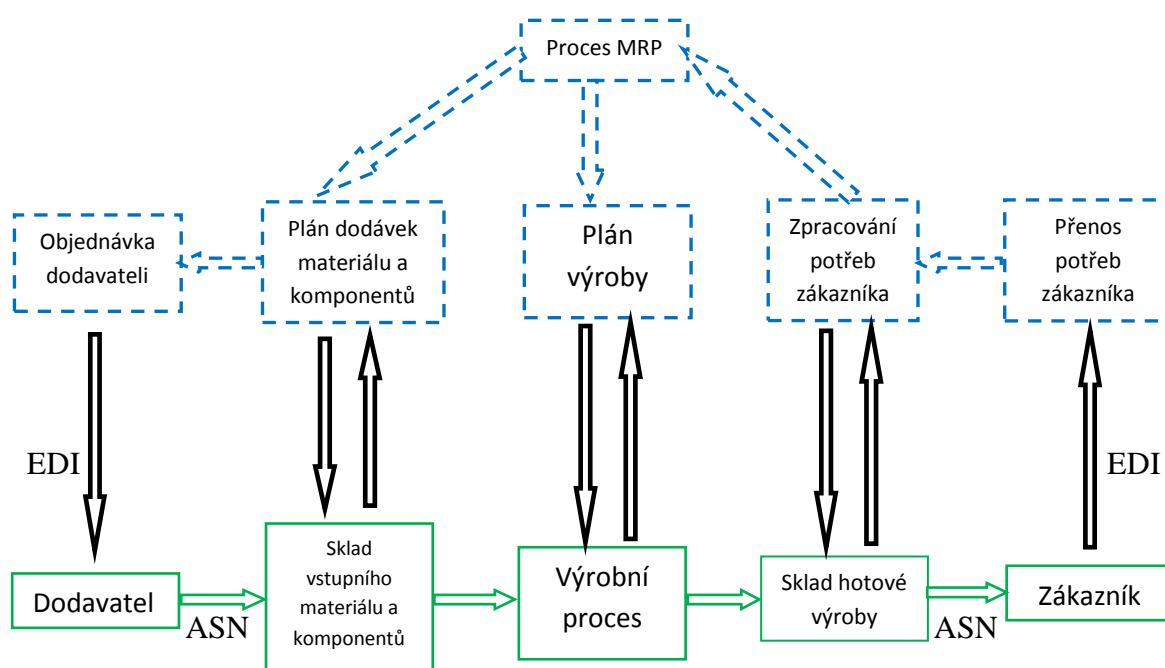 Proces MRP
Objednávka
dodavateli
Plán dodávek
materiálu a
komponentů
Plán
výroby
Zpracování
potřeb
zákazníka
Přenos
potřeb
zákazníka
EDI
EDI
Dodavatel
ASN
Sklad
vstupního
materiálu a
komponentů
Výrobní
proces
Sklad hotové
výroby
ASN
Zákazník